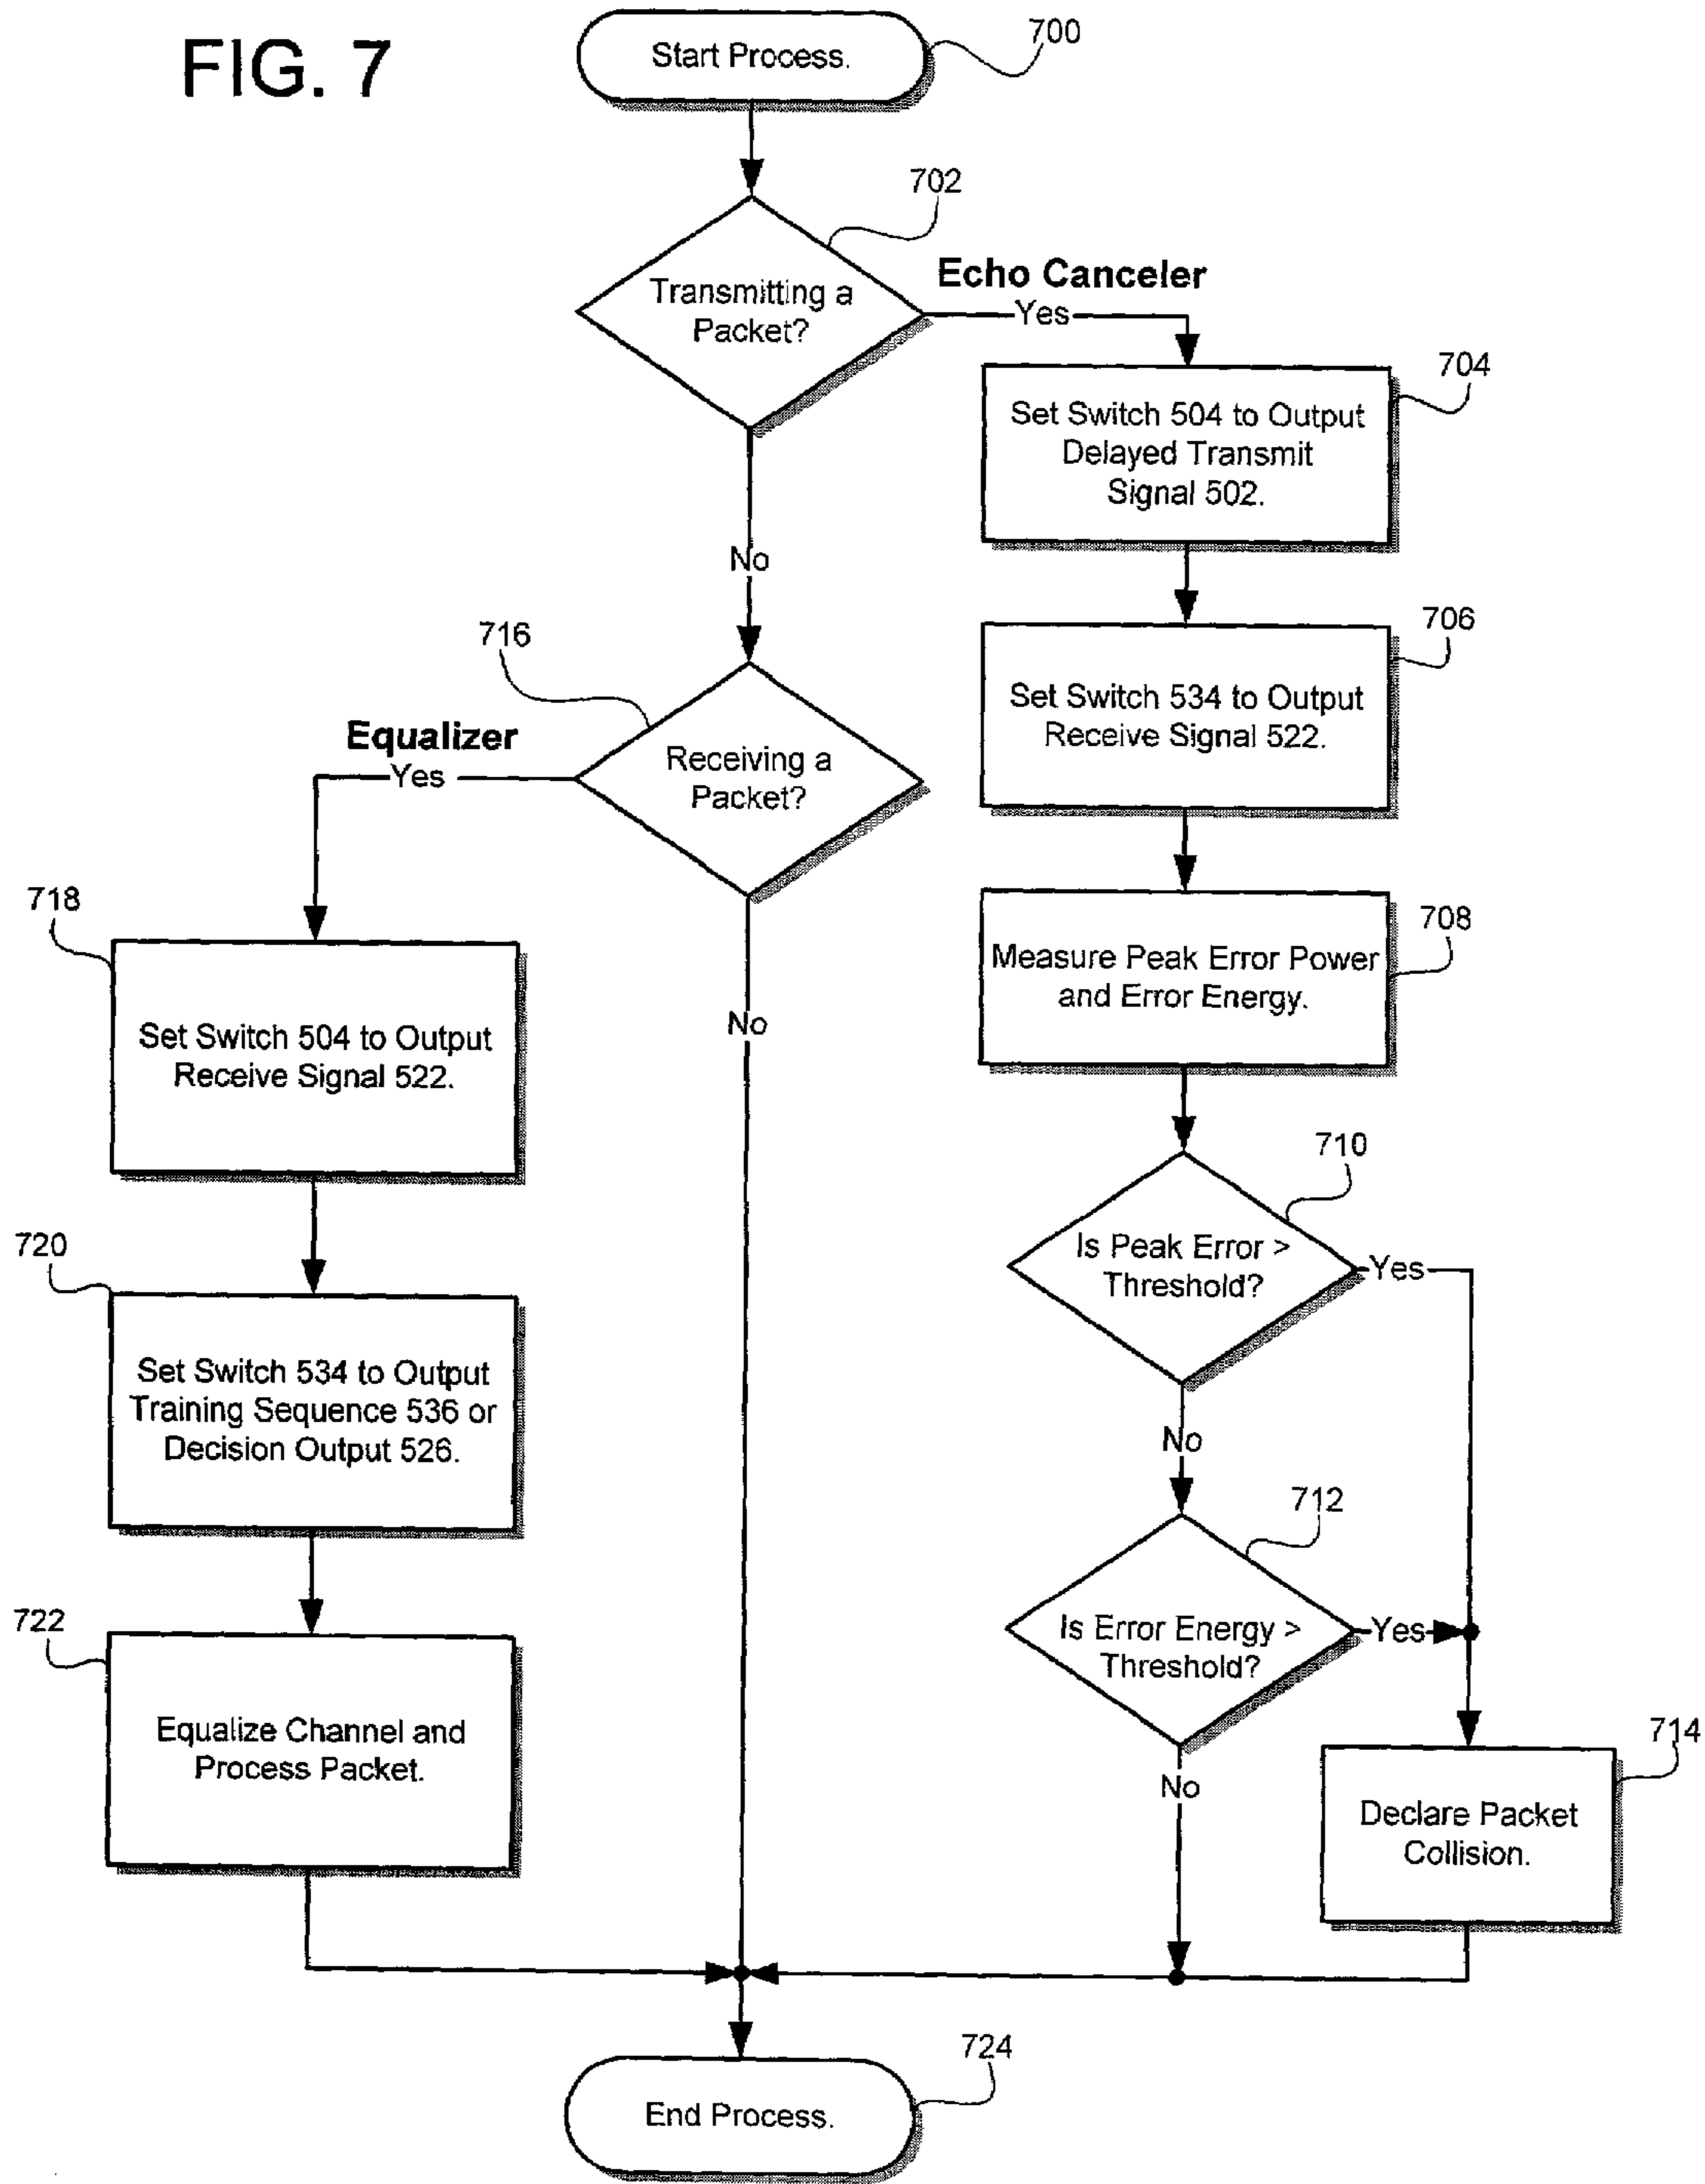 FIG. 7
Start Process.
700
702
Transmitting a
Packet?
Echo Canceler
Yes
704
Set Switch 504 to Output
Delayed Transmit
Signal 502.
No
706
Set Switch 534 to Output
Receive Signal 522.
716
Equalizer
Yes
Receiving a
Packet?
708
Measure Peak Error Power
and Error Energy.
718
Set Switch 504 to Output
Receive Signal 522.
No
710
Is Peak Error >
Threshold?
Yes
720
Set Switch 534 to Output
Training Sequence 536 or
Decision Output 526.
No
712
Is Error Energy >
Threshold?
Yes
722
Equalize Channel and
Process Packet.
No
714
Declare Packet
Collision.
724
End Process.